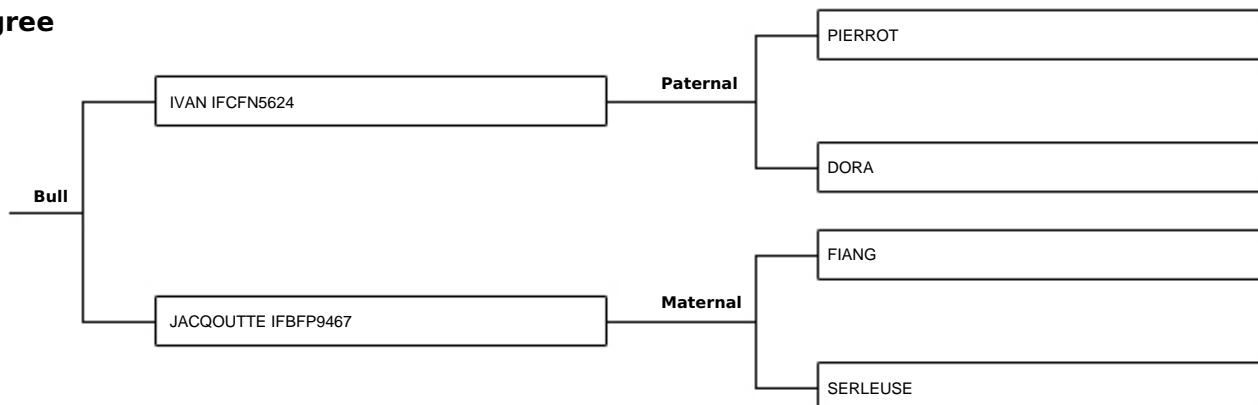 gree
PIERROT
Paternal
IVAN IFCFN5624
DORA
Bull
FIANG
Maternal
JACQOUTTE IFBFP9467
SERLEUSE